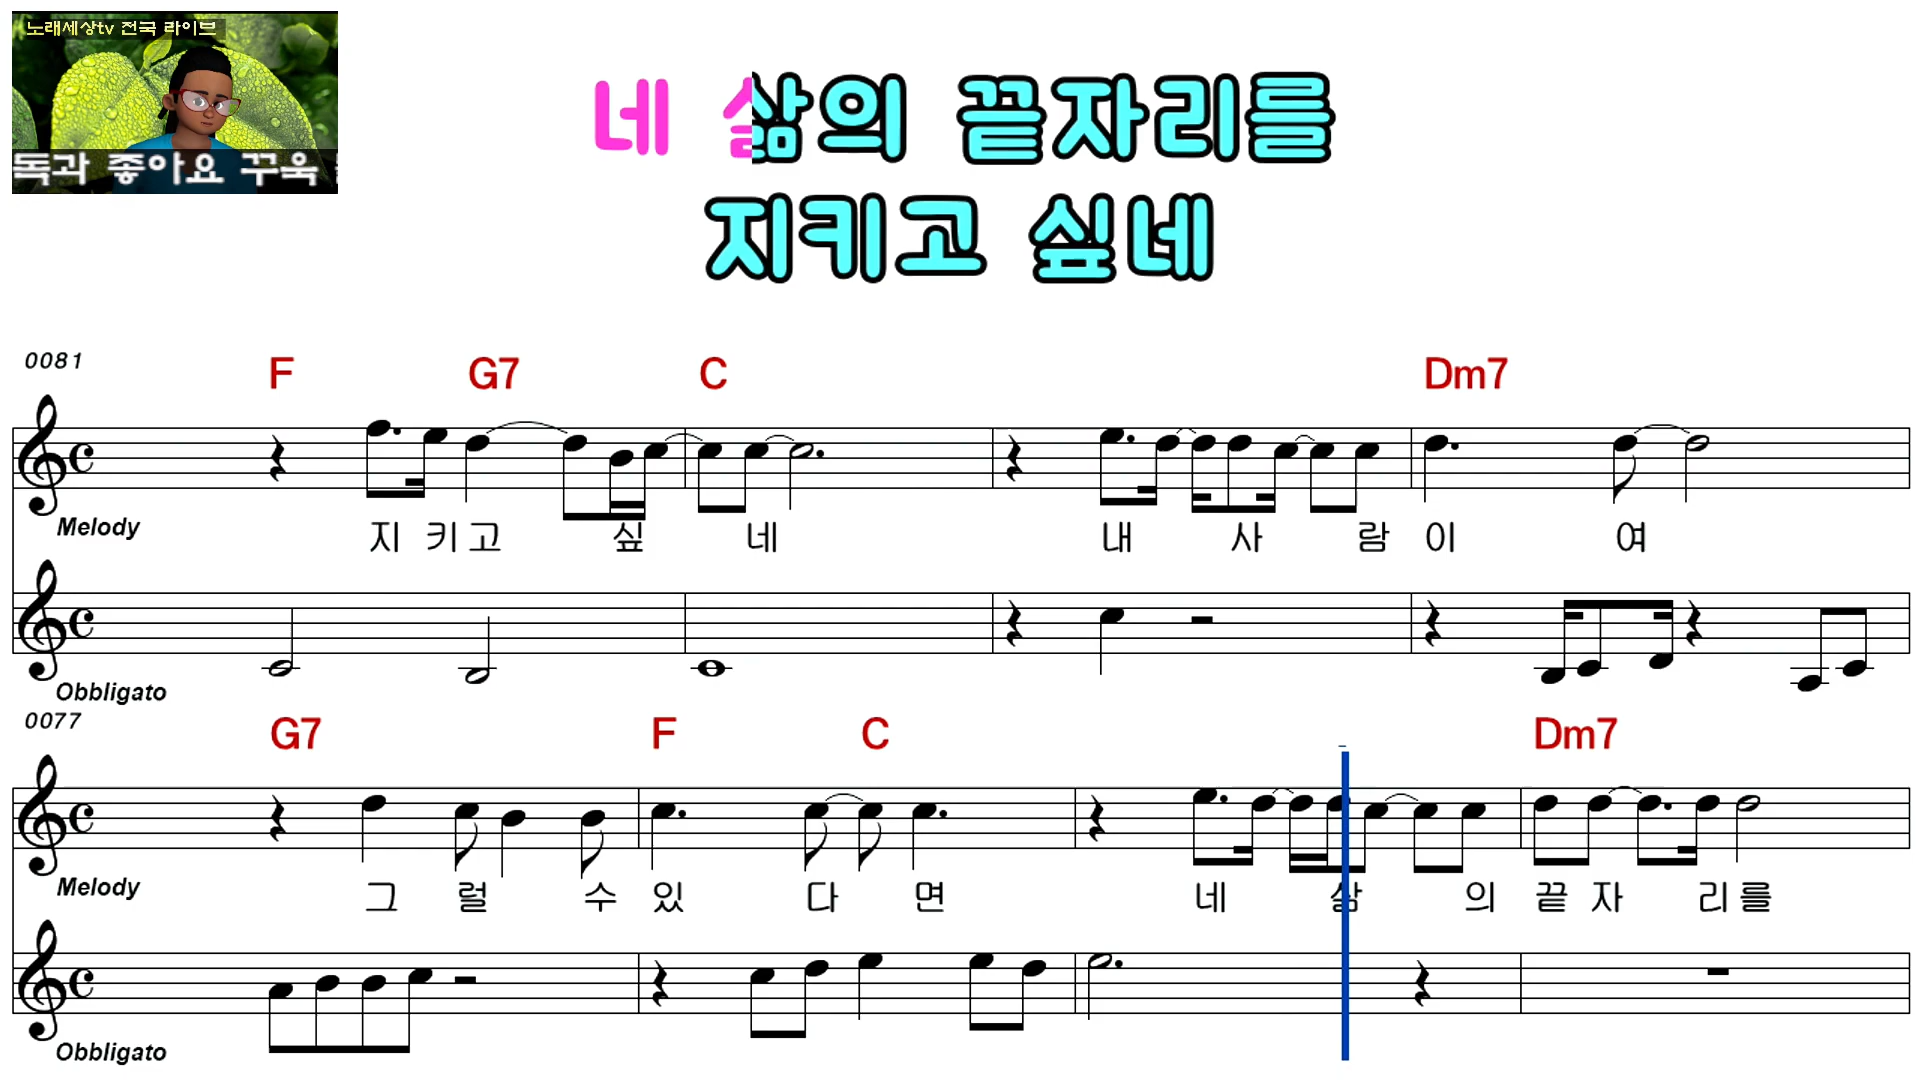 노래세상tv 전국 라이브
독과 좋아요 꾸욱
네 삶의 끝자리를
지키고 싶네
0081
F G7 C Dm7
Melody
지 키 고 싶 네 내 사 람 이 여
Obbligato
0077
G7 F C Dm7
Melody
그 럴 수 있 다 면 네 삶 의 끝 자 리 를
Obbligato